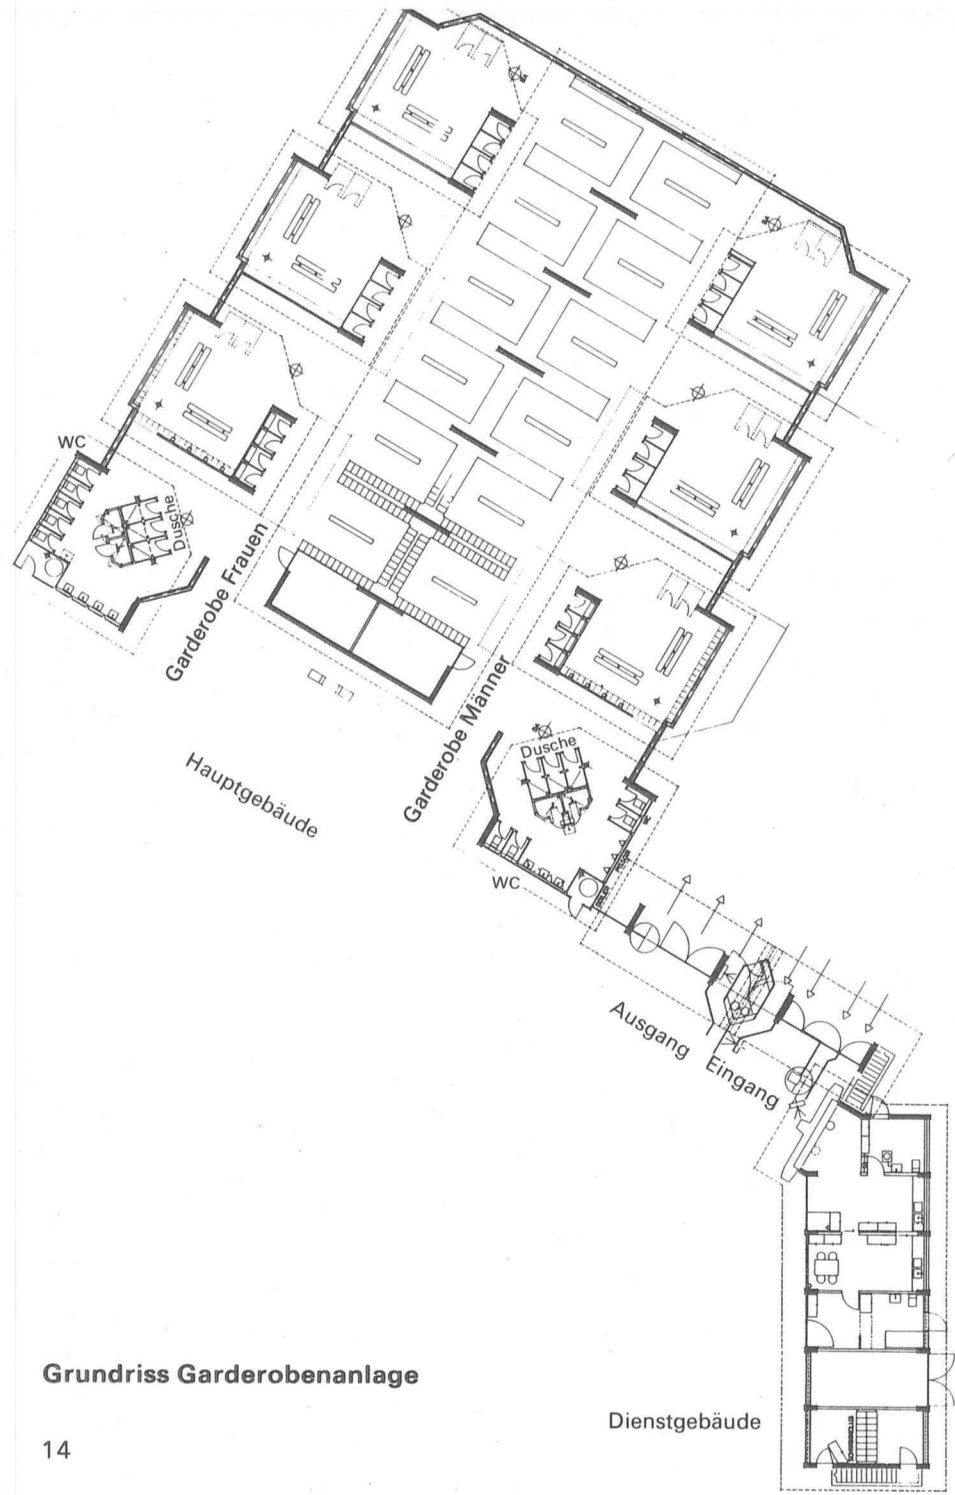 WC
Dusche
Garderobe Frauen
Garderobe Männer
Hauptgebäude
Dusche
WC
Ausgang
Eingang
Grundriss Garderobenanlage
Dienstgebäude
14